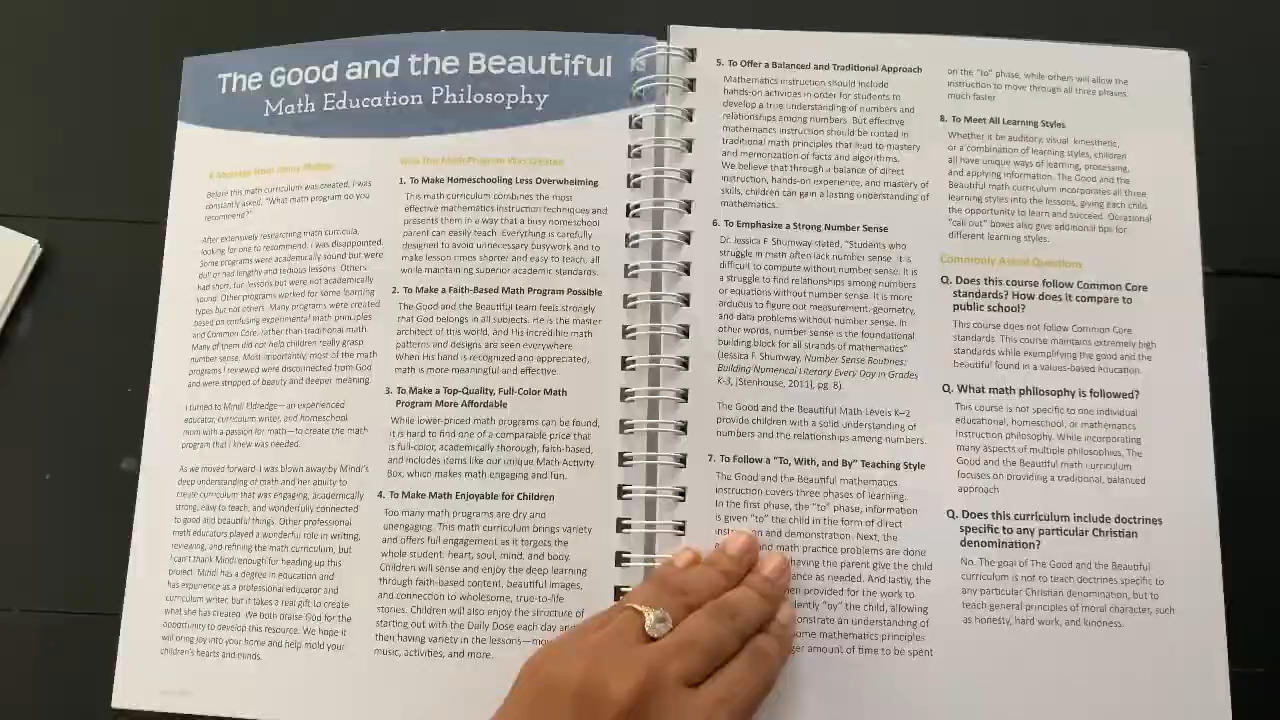 The Good and the Beautiful
Math Education Philosophy
Before this math curriculum was created, I was
constantly asked, "What math program do you
recommend?"
After extensively researching math curricula,
looking for one to recommend, I was disappointed.
Some programs were academically sound but were
dull or had lengthy and tedious lessons. Others
had short, fun lessons but were not academically
sound. Other programs worked for some learning
types but not others. Many programs were created
based on confusing experimental math principles
and Common Core, rather than traditional math.
Many of them did not help children really grasp
number sense. Most importantly, most of the math
programs I reviewed were disconnected from God
and were stripped of beauty and deeper meaning.
I turned to Mindi Eldredge—an experienced
educator, curriculum writer, and homeschool
mom with a passion for math—to create the math
program that I knew was needed.
As we moved forward, I was blown away by Mindi's
deep understanding of math and her ability to
create curriculum that was engaging, academically
strong, easy to teach, and wonderfully connected
to good and beautiful things. Other professional
math educators played a wonderful role in writing,
reviewing, and refining the math curriculum, but
I can't thank Mindi enough for heading up this
project. Mindi has a degree in education and
has experience as a professional educator and
curriculum writer, but it takes a real gift to create
what she has created. We both praise God for the
opportunity to develop this resource. We hope it
will bring joy into your home and help mold your
children's hearts and minds.
Why This Math Program Was Created
1. To Make Homeschooling Less Overwhelming
This math curriculum combines the most
effective mathematics instruction techniques and
presents them in a way that a busy homeschool
parent can easily teach. Everything is carefully
designed to avoid unnecessary busywork and to
make lesson times shorter and easy to teach, all
while maintaining superior academic standards.
2. To Make a Faith-Based Math Program Possible
The Good and the Beautiful team feels strongly
that God belongs in all subjects. He is the master
architect of this world, and His incredible math
patterns and designs are seen everywhere.
When His hand is recognized and appreciated,
math is more meaningful and effective.
3. To Make a Top-Quality, Full-Color Math
Program More Affordable
While lower-priced math programs can be found,
it is hard to find one of a comparable price that
is full-color, academically thorough, faith-based,
and includes items like our unique Math Activity
Box, which makes math engaging and fun.
4. To Make Math Enjoyable for Children
Too many math programs are dry and
unengaging. This math curriculum brings variety
and offers full engagement as it targets the
whole student: heart, soul, mind, and body.
Children will sense and enjoy the deep learning
through faith-based content, beautiful images,
and connection to wholesome, true-to-life
stories. Children will also enjoy the structure of
starting out with the Daily Dose each day and
then having variety in the lessons—
music, activities, and more.
5. To Offer a Balanced and Traditional Approach
Mathematics instruction should include
hands-on activities in order for students to
develop a true understanding of numbers and
relationships among numbers. But effective
mathematics instruction should be rooted in
traditional math principles that lead to mastery
and memorization of facts and algorithms.
We believe that through a balance of direct
instruction, hands-on experience, and mastery of
skills, children can gain a lasting understanding of
mathematics.
6. To Emphasize a Strong Number Sense
Dr. Jessica F. Shumway stated, "Students who
struggle in math often lack number sense. It is
difficult to compute without number sense. It is
a struggle to find relationships among numbers
or equations without number sense. It is more
arduous to figure out measurement, geometry,
and data problems without number sense. In
other words, number sense is the foundational
building block for all strands of mathematics"
(Jessica F. Shumway, Number Sense Routines:
Building Numerical Literacy Every Day in Grades
K-3, [Stenhouse, 2011], pg. 8).
The Good and the Beautiful Math Levels K–2
provide children with a solid understanding of
numbers and the relationships among numbers.
7. To Follow a "To, With, and By" Teaching Style
The Good and the Beautiful mathematics
instruction covers three phases of learning.
In the first phase, the "to" phase, information
is given "to" the child in the form of direct
and demonstration. Next, the
and math practice problems are done
having the parent give the child
as needed. And lastly, the
provided for the work to
"by" the child, allowing
an understanding of
some mathematics principles
amount of time to be spent
on the "to" phase, while others will allow the
instruction to move through all three phases
much faster.
8. To Meet All Learning Styles
Whether it be auditory, visual, kinesthetic,
or a combination of learning styles, children
all have unique ways of learning, processing,
and applying information. The Good and the
Beautiful math curriculum incorporates all three
learning styles into the lessons, giving each child
the opportunity to learn and succeed. Occasional
"call out" boxes also give additional tips for
different learning styles.
Commonly Asked Questions
Q. Does this course follow Common Core
standards? How does it compare to
public school?
This course does not follow Common Core
standards. This course maintains extremely high
standards while exemplifying the good and the
beautiful found in a values-based education.
Q. What math philosophy is followed?
This course is not specific to one individual
educational, homeschool, or mathematics
instruction philosophy. While incorporating
many aspects of multiple philosophies, The
Good and the Beautiful math curriculum
focuses on providing a traditional, balanced
approach
Q. Does this curriculum include doctrines
specific to any particular Christian
denomination?
No. The goal of The Good and the Beautiful
curriculum is not to teach doctrines specific to
any particular Christian denomination, but to
teach general principles of moral character, such
as honesty, hard work, and kindness.